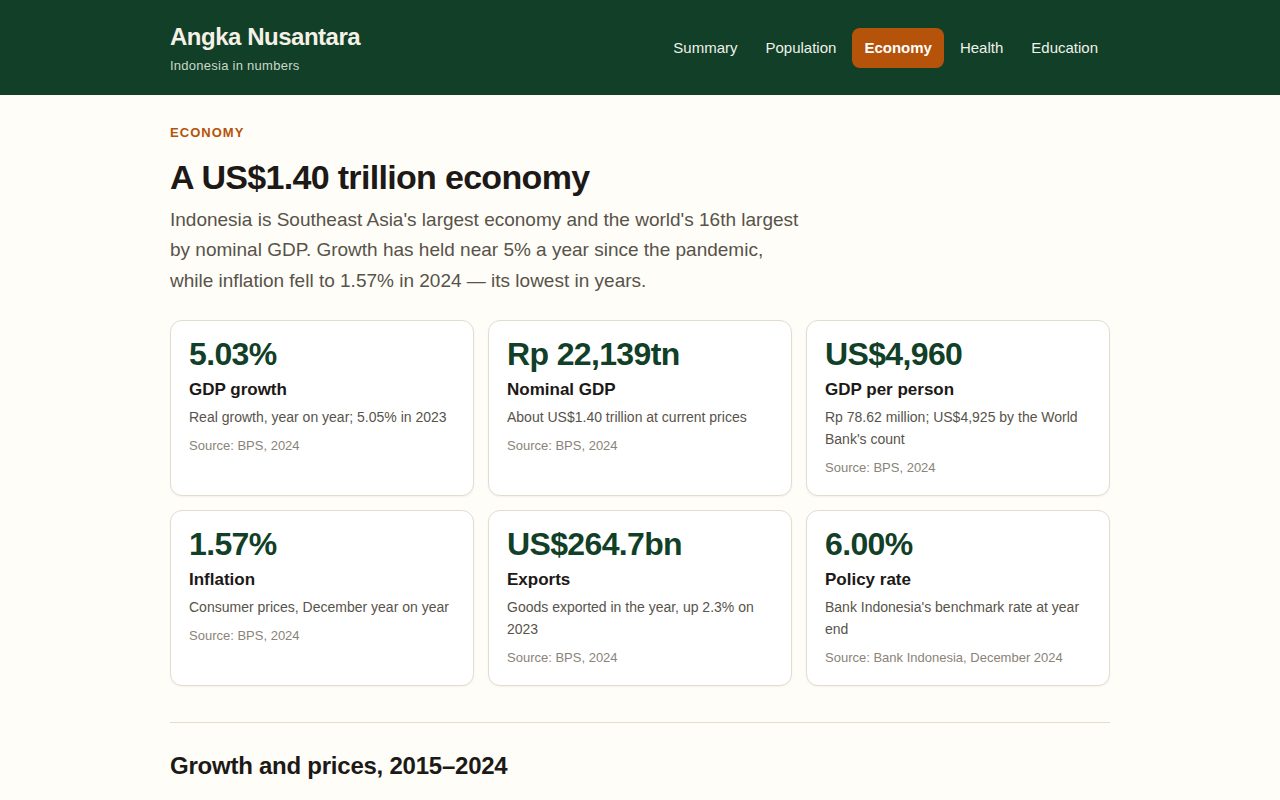 Angka Nusantara
Indonesia in numbers
Summary
Population
Economy
Health
Education
ECONOMY
A US$1.40 trillion economy
Indonesia is Southeast Asia's largest economy and the world's 16th largest
by nominal GDP. Growth has held near 5% a year since the pandemic,
while inflation fell to 1.57% in 2024 — its lowest in years.
5.03%
GDP growth
Real growth, year on year; 5.05% in 2023
Source: BPS, 2024
Rp 22,139tn
Nominal GDP
About US$1.40 trillion at current prices
Source: BPS, 2024
US$4,960
GDP per person
Rp 78.62 million; US$4,925 by the World
Bank's count
Source: BPS, 2024
1.57%
Inflation
Consumer prices, December year on year
Source: BPS, 2024
US$264.7bn
Exports
Goods exported in the year, up 2.3% on
2023
Source: BPS, 2024
6.00%
Policy rate
Bank Indonesia's benchmark rate at year
end
Source: Bank Indonesia, December 2024
Growth and prices, 2015–2024